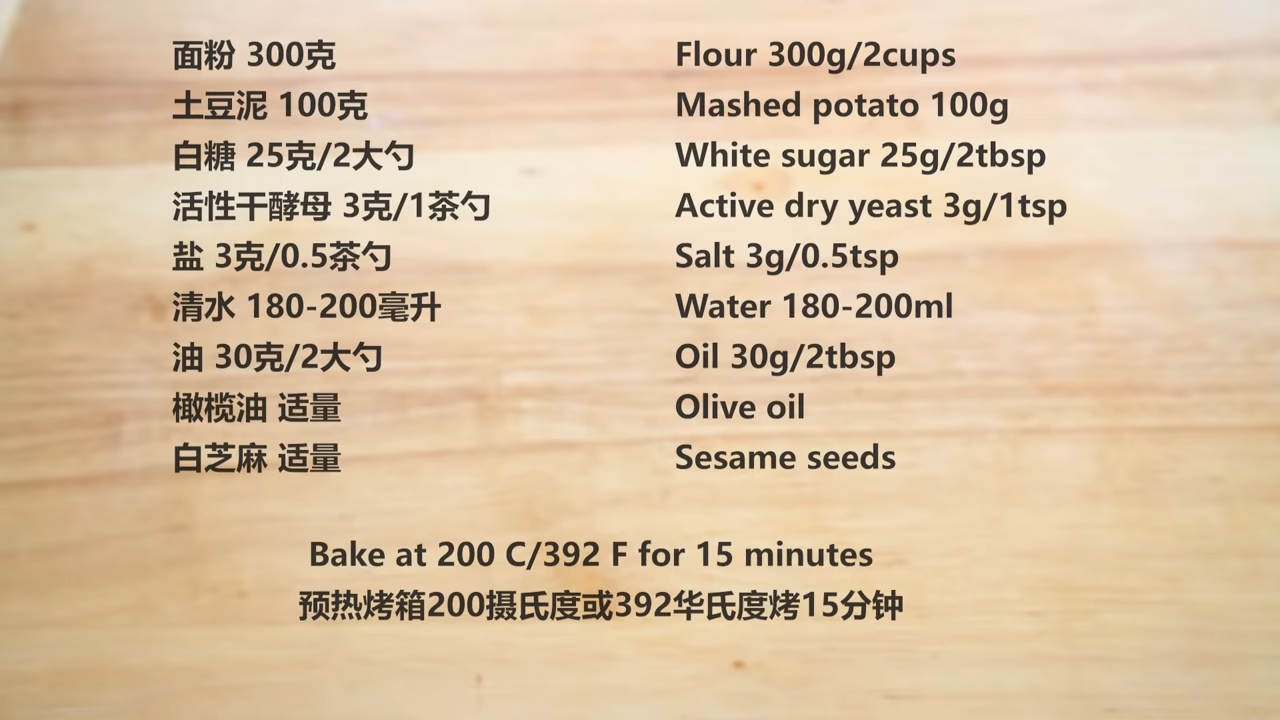 面粉 300克
土豆泥 100克
白糖 25克/2大勺
活性干酵母 3克/1茶勺
盐 3克/0.5茶勺
清水 180-200毫升
油 30克/2大勺
橄榄油 适量
白芝麻 适量
Flour 300g/2cups
Mashed potato 100g
White sugar 25g/2tbsp
Active dry yeast 3g/1tsp
Salt 3g/0.5tsp
Water 180-200ml
Oil 30g/2tbsp
Olive oil
Sesame seeds
Bake at 200 C/392 F for 15 minutes
预热烤箱200摄氏度或392华氏度烤15分钟